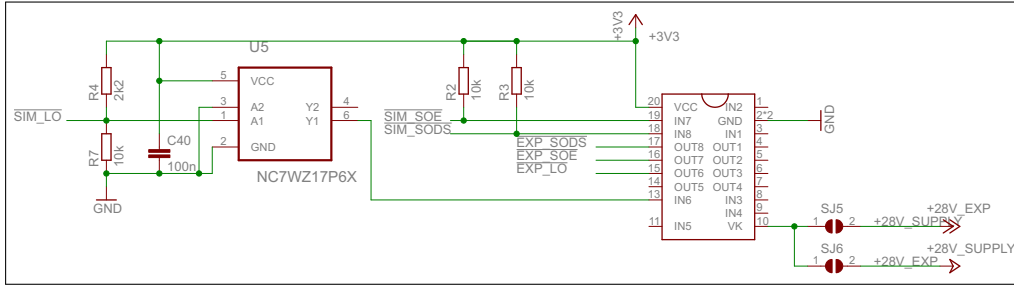 +3V3
+3V3
U5
R4
2k2
5
VCC
3
A2
Y2
4
1
A1
Y1
6
2
GND
NC7WZ17P6X
SIM_LO
R7
10k
C40
100n
GND
R2
10k
R3
10k
SIM_SOE
SIM_SODS
EXP_SODS
EXP_SOE
EXP_LO
20
VCC
IN2
1
19
IN7
GND
2*2
18
IN8
IN1
3
17
OUT8
OUT1
4
16
OUT7
OUT2
5
15
OUT6
OUT3
6
14
OUT5
OUT4
7
13
IN6
IN3
8
IN4
9
11
IN5
VK
10
GND
SJ5
1
2
+28V_EXP
+28V_SUPPLY
SJ6
1
2
+28V_SUPPLY
+28V_EXP